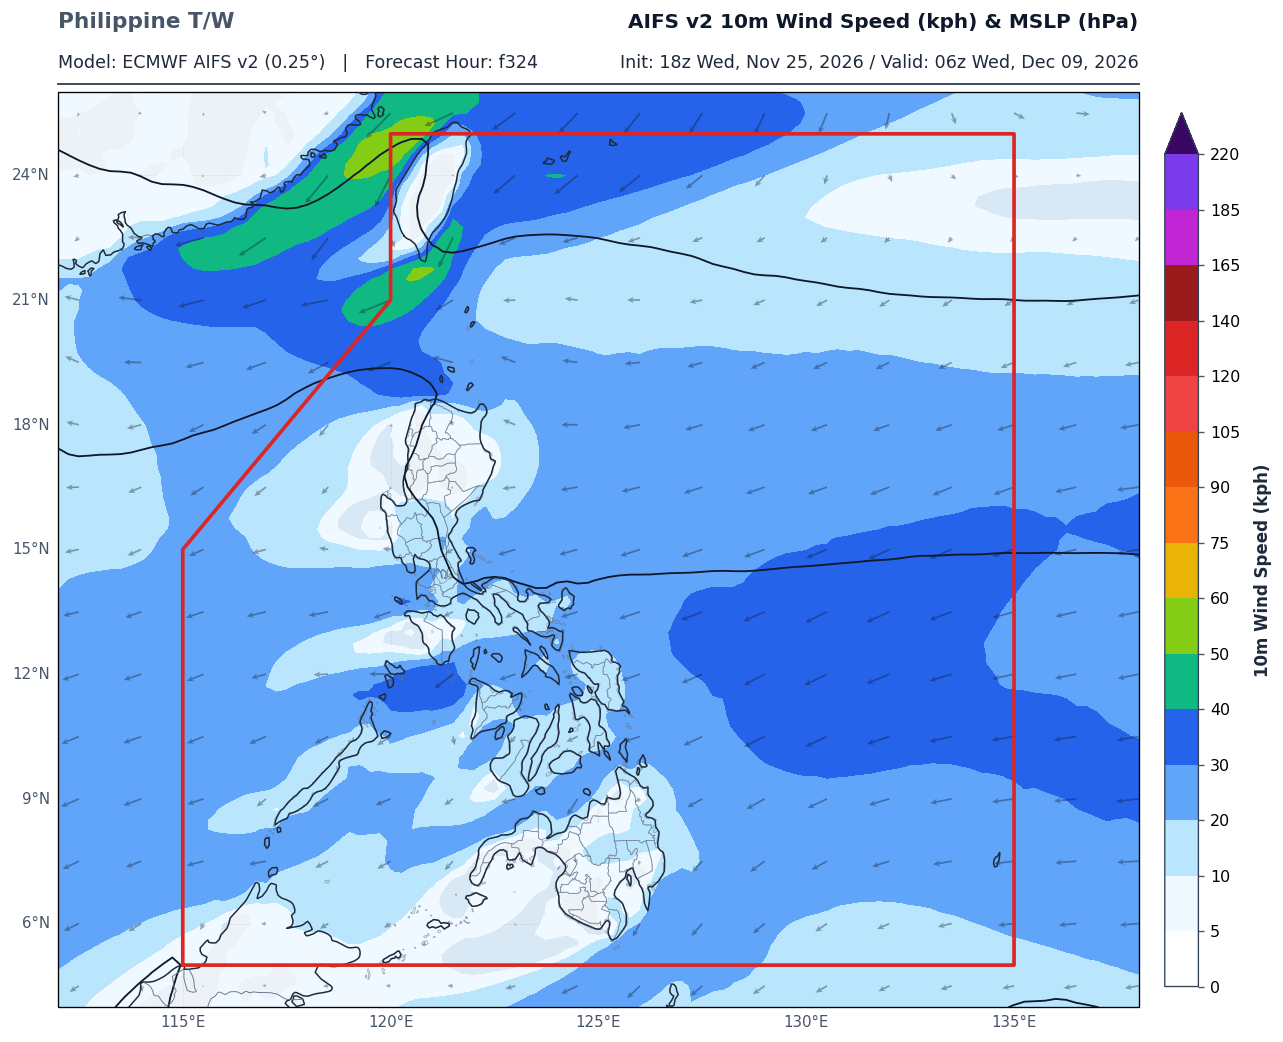 Philippine T/W
AIFS v2 10m Wind Speed (kph) & MSLP (hPa)
Model: ECMWF AIFS v2 (0.25°) | Forecast Hour: f324
Init: 18z Wed, Nov 25, 2026 / Valid: 06z Wed, Dec 09, 2026
24°N
21°N
18°N
15°N
12°N
9°N
6°N
115°E
120°E
125°E
130°E
135°E
220
185
165
140
120
105
90
75
60
50
40
30
20
10
5
0
10m Wind Speed (kph)